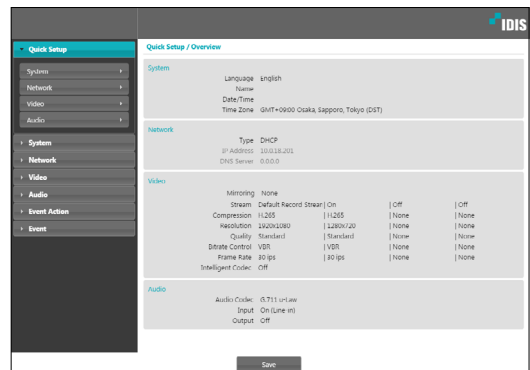 IDIS
Quick Setup
System
Network
Video
Audio
System
Network
Video
Audio
Event Action
Event
Quick Setup / Overview
System
Language English
Name
Date/Time
Time Zone GMT+09:00 Osaka, Sapporo, Tokyo (DST)
Network
Type DHCP
IP Address 10.0.16.201
DNS Server 0.0.0.0
Video
Mirroring None
Stream Default Record Strear | On | Off | Off
Compression H.265 | H.265 | None | None
Resolution 1920x1080 | 1280x720 | None | None
Quality Standard | Standard | None | None
Bitrate Control VBR | VBR | None | None
Frame Rate 30 ips | 30 ips | None | None
Intelligent Codec Off
Audio
Audio Codec G.711 u-Law
Input On (Line in)
Output Off
Save